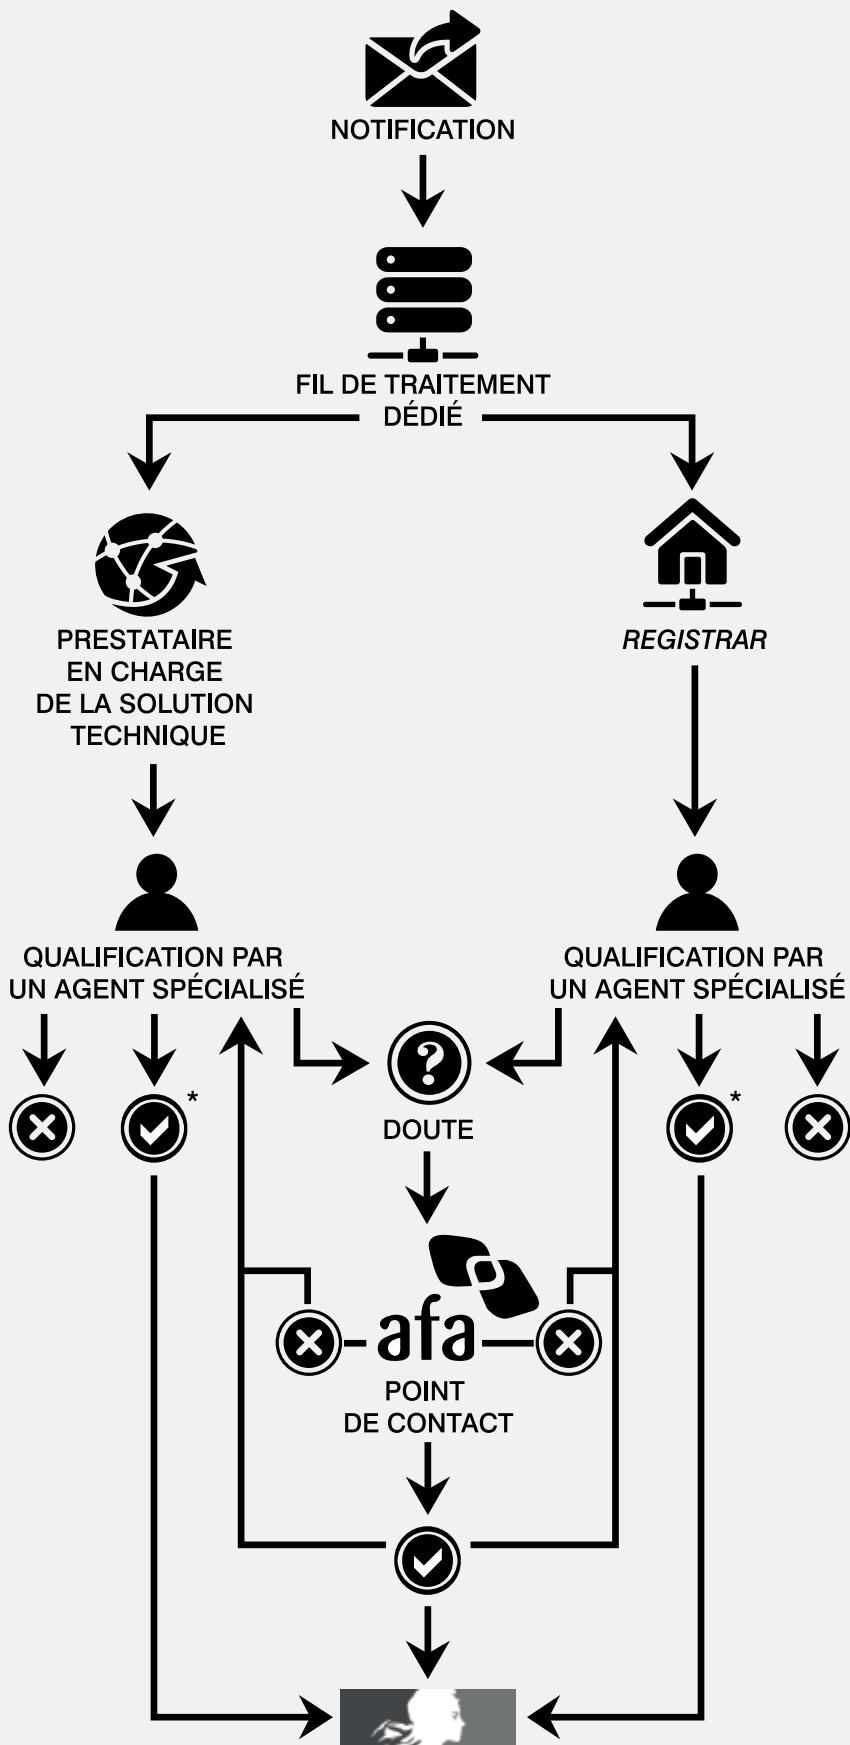 NOTIFICATION
FIL DE TRAITEMENT
DÉDIÉ
PRESTATAIRE
EN CHARGE
DE LA SOLUTION
TECHNIQUE
REGISTRAR
QUALIFICATION PAR
UN AGENT SPÉCIALISÉ
QUALIFICATION PAR
UN AGENT SPÉCIALISÉ
?
DOUTE
*
*
afa
POINT
DE CONTACT